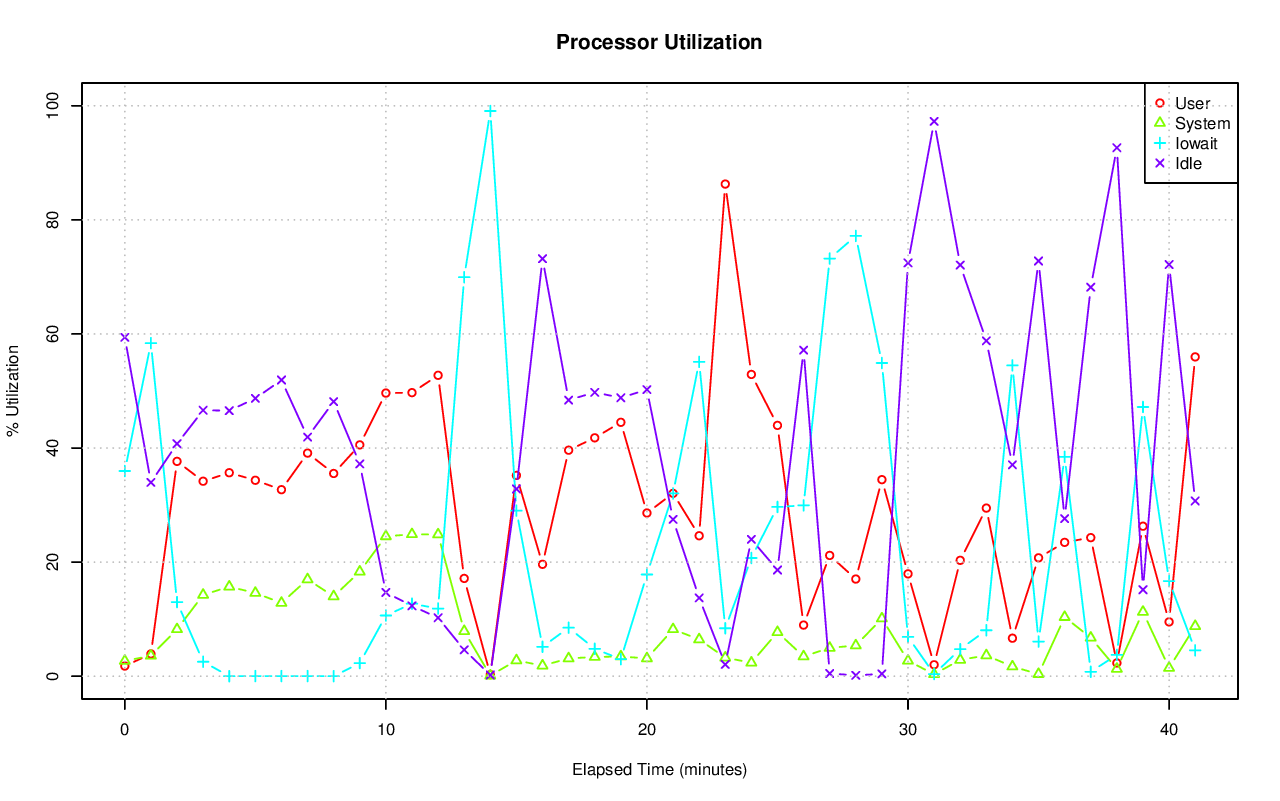 Processor Utilization
% Utilization
100
80
60
40
20
0
User
System
Iowait
Idle
0 10 20 30 40
Elapsed Time (minutes)